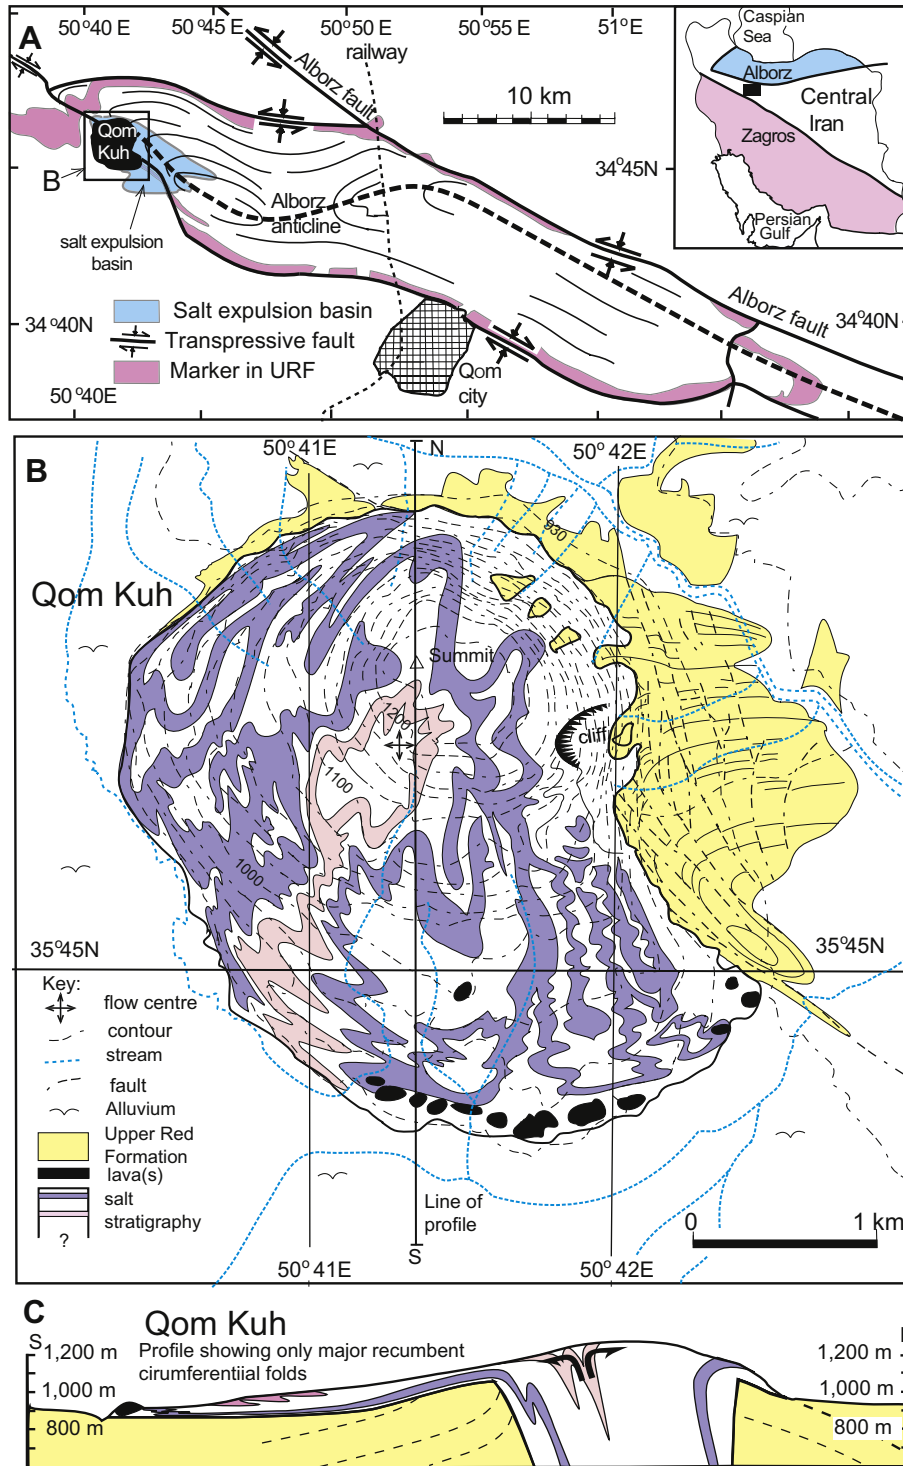 A
50°40 E
50°45 E
50°50 E
50°55 E
51°E
railway
Alborz fault
10 km
Qom
Kuh
B
34°45N
Alborz
anticline
salt expulsion
basin
Salt expulsion basin
Transpressive fault
Marker in URF
34°40N
50°40E
Qom
city
Alborz fault
34°40N
Caspian
Sea
Alborz
Central
Iran
Zagros
Persian
Gulf
B
50°41E
N
50°42E
930
Qom Kuh
Summit
1200
cliff
1100
1000
35°45N
35°45N
Key:
flow centre
contour
stream
fault
Alluvium
Upper Red
Formation
lava(s)
salt
stratigraphy
?
Line of
profile
S
0
1 km
50°41E
50°42E
C
Qom Kuh
S
Profile showing only major recumbent
cirumferentiial folds
1,200 m
1,000 m
800 m
1,200 m
1,000 m
800 m